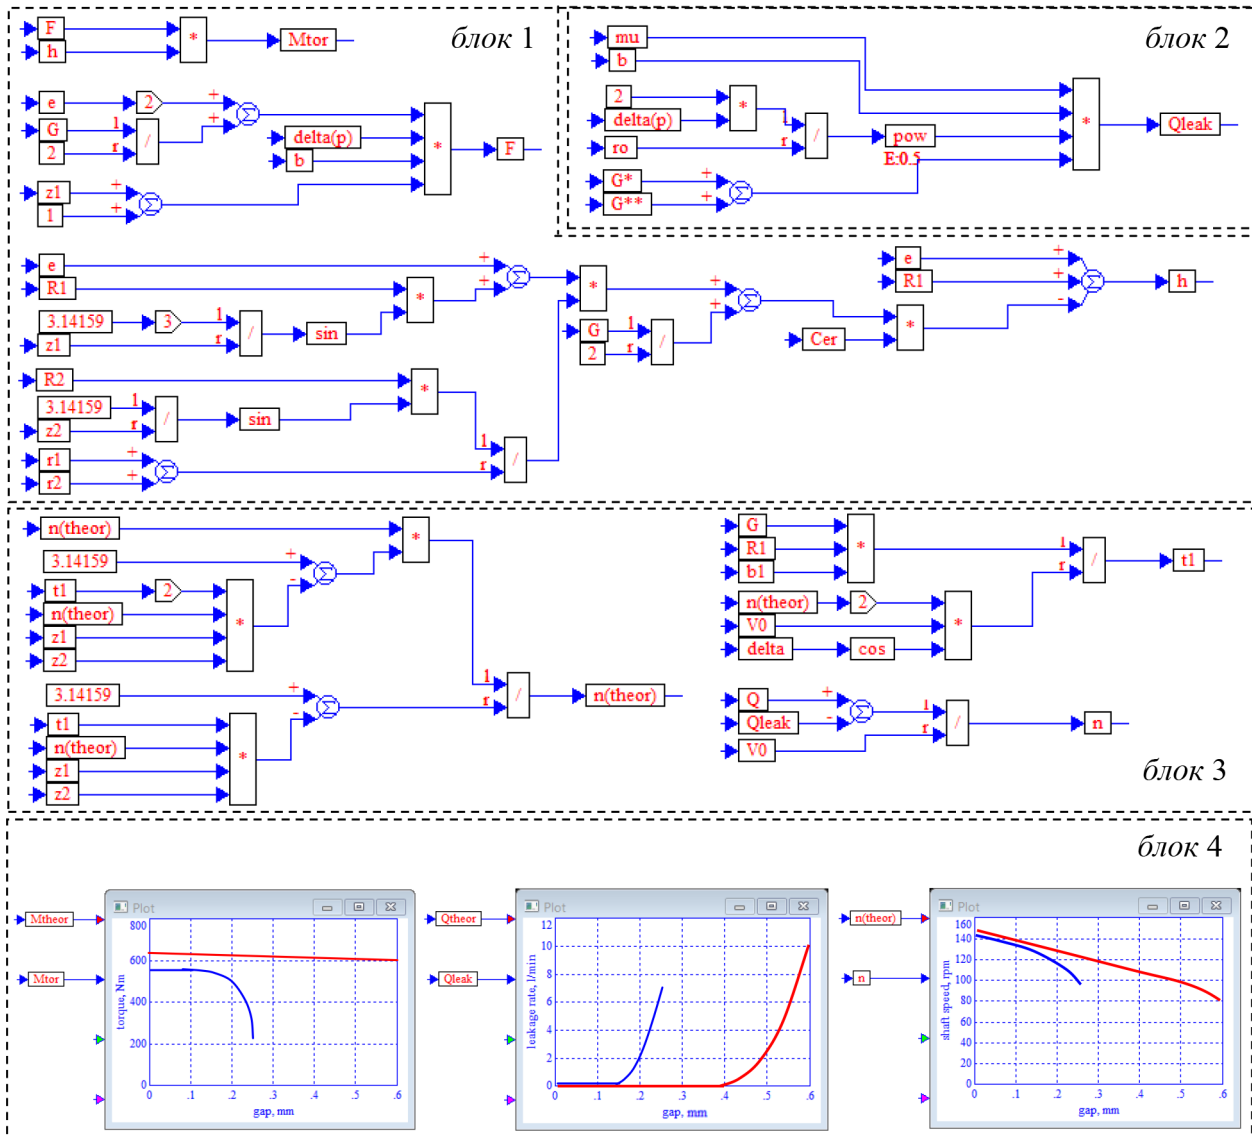 блок 1
F
h
*
Mtor
e
2
+
+
Σ
G
2
l
r
/
delta(p)
b
*
F
z1
1
+
+
Σ
блок 2
mu
b
2
delta(p)
*
ro
l
r
/
pow
E:0.5
G*
G**
+
+
Σ
*
Qleak
e
R1
3.14159
3
z1
l
r
/
sin
*
+
+
Σ
*
R2
3.14159
z2
l
r
/
sin
*
r1
r2
+
+
Σ
l
r
/
G
2
l
r
/
+
+
Σ
Cer
*
e
R1
+
+
-
Σ
h
n(theor)
3.14159
t1
2
n(theor)
z1
z2
*
+
-
Σ
*
3.14159
t1
n(theor)
z1
z2
*
+
-
Σ
l
r
/
n(theor)
G
R1
b1
*
n(theor)
2
V0
delta
cos
*
l
r
/
t1
Q
Qleak
V0
+
-
Σ
l
r
/
n
блок 3
блок 4
Mtheor
Mtor
Plot
torque, Nm
800
600
400
200
0
0 .1 .2 .3 .4 .5 .6
gap, mm
Qtheor
Qleak
Plot
leakage rate, l/min
12
10
8
6
4
2
0
0 .1 .2 .3 .4 .5 .6
gap, mm
n(theor)
n
Plot
shaft speed, rpm
160
140
120
100
80
60
40
20
0
0 .1 .2 .3 .4 .5 .6
gap, mm